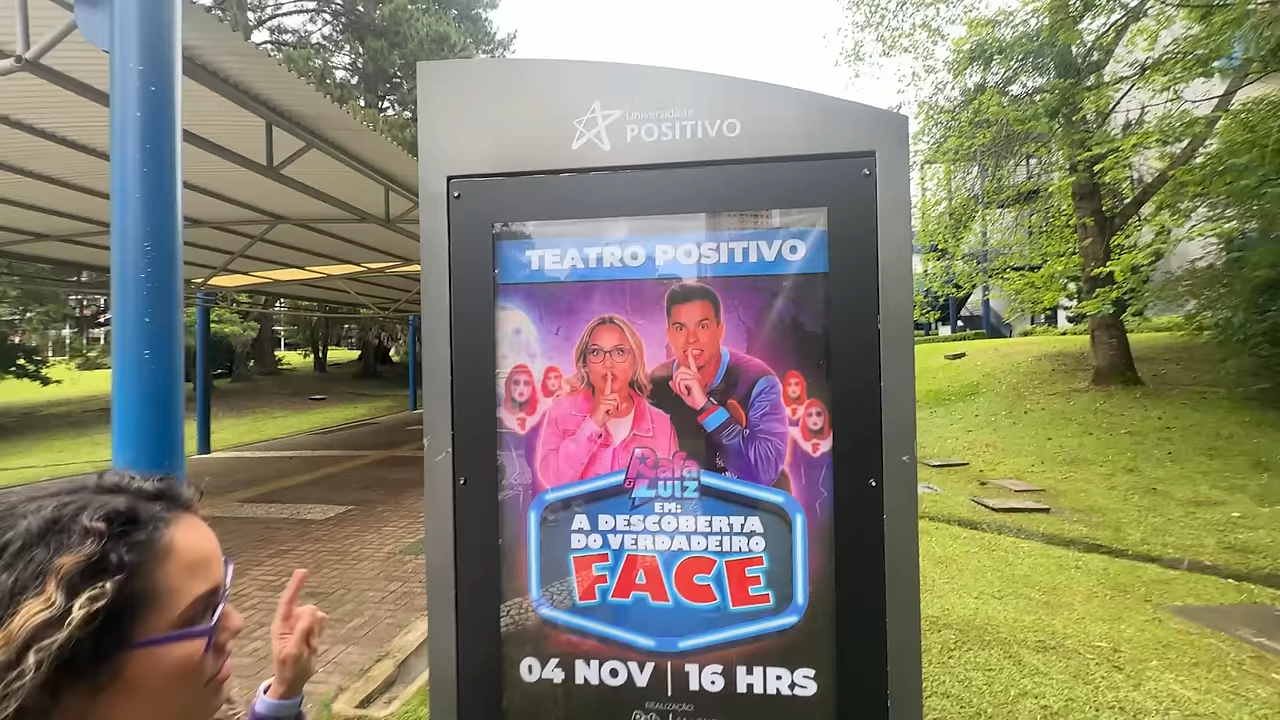 Universidade
POSITIVO
TEATRO POSITIVO
Rafa
& LUIZ
EM:
A DESCOBERTA
DO VERDADEIRO
FACE
04 NOV | 16 HRS
REALIZAÇÃO: